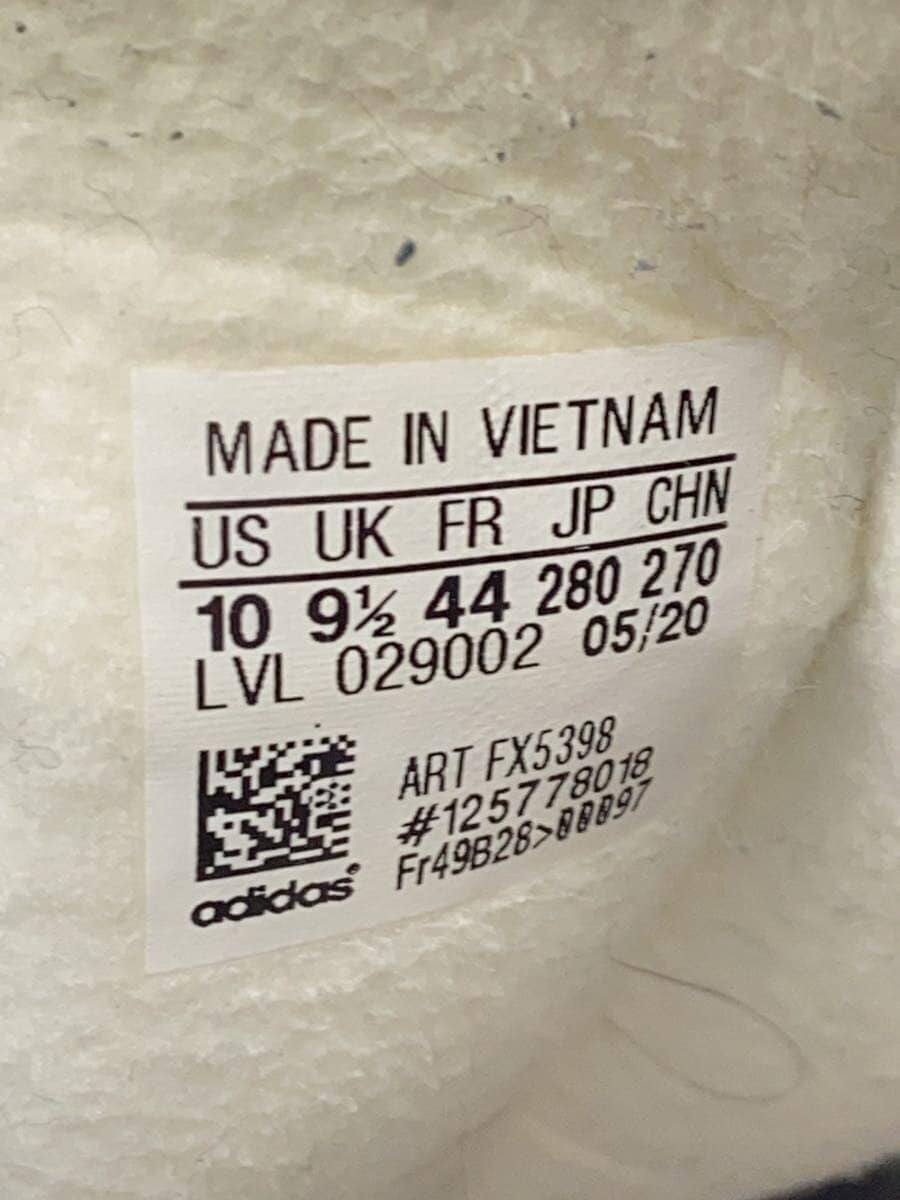 MADE IN VIETNAM
US UK FR JP CHN
10 9½ 44 280 270
LVL 029002 05/20
ART FX5398
#125778018
Fr49B28>00097
adidas®